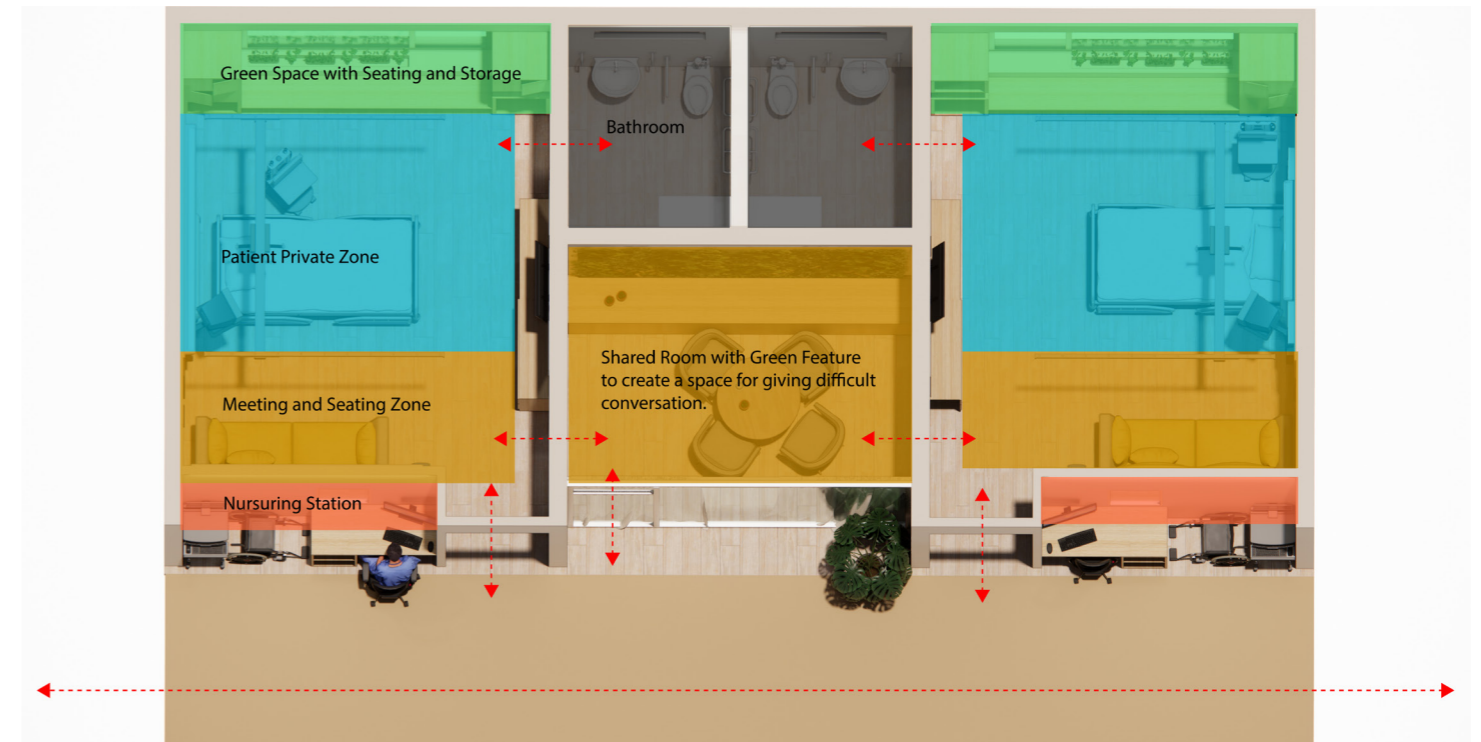 Green Space with Seating and Storage
Bathroom
Patient Private Zone
Shared Room with Green Feature
to create a space for giving difficult
conversation.
Meeting and Seating Zone
Nursuring Station